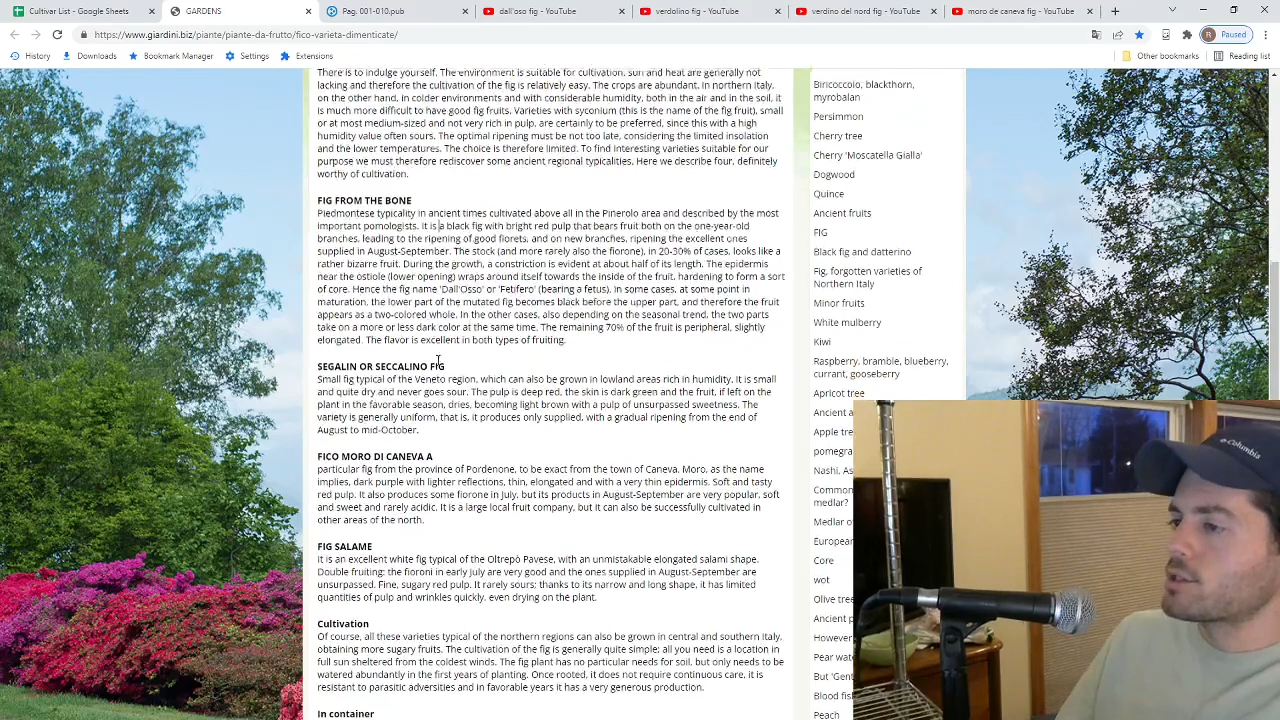 Cultivar List - Google Sheets
GARDENS
Pag. 001-010.pub
dall'oso fig - YouTube
verdolino fig - YouTube
verdino del nord fig - YouTube
moro de caneva fig - YouTube
https://www.giardini.biz/piante/piante-da-frutto/fico-varieta-dimenticate/
R Paused
History
Downloads
Bookmark Manager
Settings
Extensions
Other bookmarks
Reading list
There is to indulge yourself. The environment is suitable for cultivation, sun and heat are generally not
lacking and therefore the cultivation of the fig is relatively easy. The crops are abundant. In northern Italy,
on the other hand, in colder environments and with considerable humidity, both in the air and in the soil, it
is much more difficult to have good fig fruits. Varieties with syconium (this is the name of the fig fruit), small
or at most medium-sized and not very rich in pulp, are certainly to be preferred, since this with a high
humidity value often sours. The optimal ripening must be not too late, considering the limited insolation
and the lower temperatures. The choice is therefore limited. To find interesting varieties suitable for our
purpose we must therefore rediscover some ancient regional typicalities. Here we describe four, definitely
worthy of cultivation.
FIG FROM THE BONE
Piedmontese typicality in ancient times cultivated above all in the Pinerolo area and described by the most
important pomologists. It is a black fig with bright red pulp that bears fruit both on the one-year-old
branches, leading to the ripening of good florets, and on new branches, ripening the excellent ones
supplied in August-September. The stock (and more rarely also the fiorone), in 20-30% of cases, looks like a
rather bizarre fruit. During the growth, a constriction is evident at about half of its length. The epidermis
near the ostiole (lower opening) wraps around itself towards the inside of the fruit, hardening to form a sort
of core. Hence the fig name 'Dall'Osso' or 'Fetifero' (bearing a fetus). In some cases, at some point in
maturation, the lower part of the mutated fig becomes black before the upper part, and therefore the fruit
appears as a two-colored whole. In the other cases, also depending on the seasonal trend, the two parts
take on a more or less dark color at the same time. The remaining 70% of the fruit is peripheral, slightly
elongated. The flavor is excellent in both types of fruiting.
SEGALIN OR SECCALINO FIG
Small fig typical of the Veneto region, which can also be grown in lowland areas rich in humidity. It is small
and quite dry and never goes sour. The pulp is deep red, the skin is dark green and the fruit, if left on the
plant in the favorable season, dries, becoming light brown with a pulp of unsurpassed sweetness. The
variety is generally uniform, that is, it produces only supplied, with a gradual ripening from the end of
August to mid-October.
FICO MORO DI CANEVA A
particular fig from the province of Pordenone, to be exact from the town of Caneva. Moro, as the name
implies, dark purple with lighter reflections, thin, elongated and with a very thin epidermis. Soft and tasty
red pulp. It also produces some fiorone in July, but its products in August-September are very popular, soft
and sweet and rarely acidic. It is a large local fruit company, but it can also be successfully cultivated in
other areas of the north.
FIG SALAME
It is an excellent white fig typical of the Oltrepò Pavese, with an unmistakable elongated salami shape.
Double fruiting: the fioroni in early July are very good and the ones supplied in August-September are
unsurpassed. Fine, sugary red pulp. It rarely sours: thanks to its narrow and long shape, it has limited
quantities of pulp and wrinkles quickly, even drying on the plant.
Cultivation
Of course, all these varieties typical of the northern regions can also be grown in central and southern Italy,
obtaining more sugary fruits. The cultivation of the fig is generally quite simple; all you need is a location in
full sun sheltered from the coldest winds. The fig plant has no particular needs for soil, but only needs to be
watered abundantly in the first years of planting. Once rooted, it does not require continuous care, it is
resistant to parasitic adversities and in favorable years it has a very generous production.
In container
Biricoccoio, blackthorn,
myrobalan
Persimmon
Cherry tree
Cherry 'Moscatella Gialla'
Dogwood
Quince
Ancient fruits
FIG
Black fig and datterino
Fig, forgotten varieties of
Northern Italy
Minor fruits
White mulberry
Kiwi
Raspberry, bramble, blueberry,
currant, gooseberry
Apricot tree
Ancient a
Apple tre
pomegra
Nashi, As
Common
medlar?
Medlar o
European
Core
wot
Olive tre
Ancient p
However
Pear wa
But 'Gent
Blood fis
Peach
Columbia